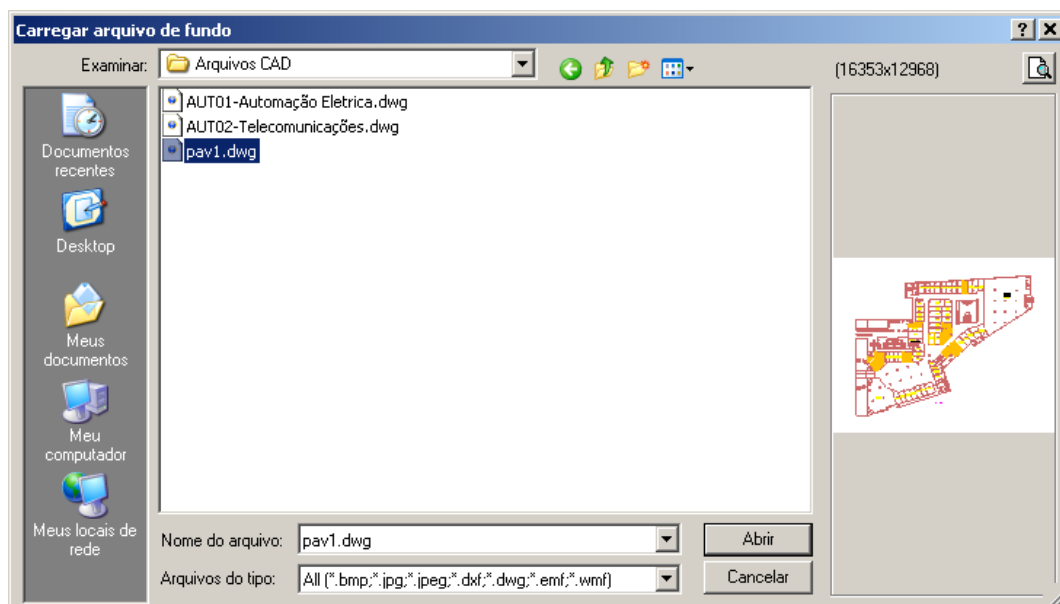 Carregar arquivo de fundo
Examinar:
Arquivos CAD
(16353x12968)
Documentos
recentes
Desktop
Meus
documentos
Meu
computador
Meus locais de
rede
AUT01-Automação Eletrica.dwg
AUT02-Telecomunicações.dwg
pav1.dwg
Nome do arquivo:
pav1.dwg
Abrir
Arquivos do tipo:
All (*.bmp;*.jpg;*.jpeg;*.dxf;*.dwg;*.emf;*.wmf)
Cancelar